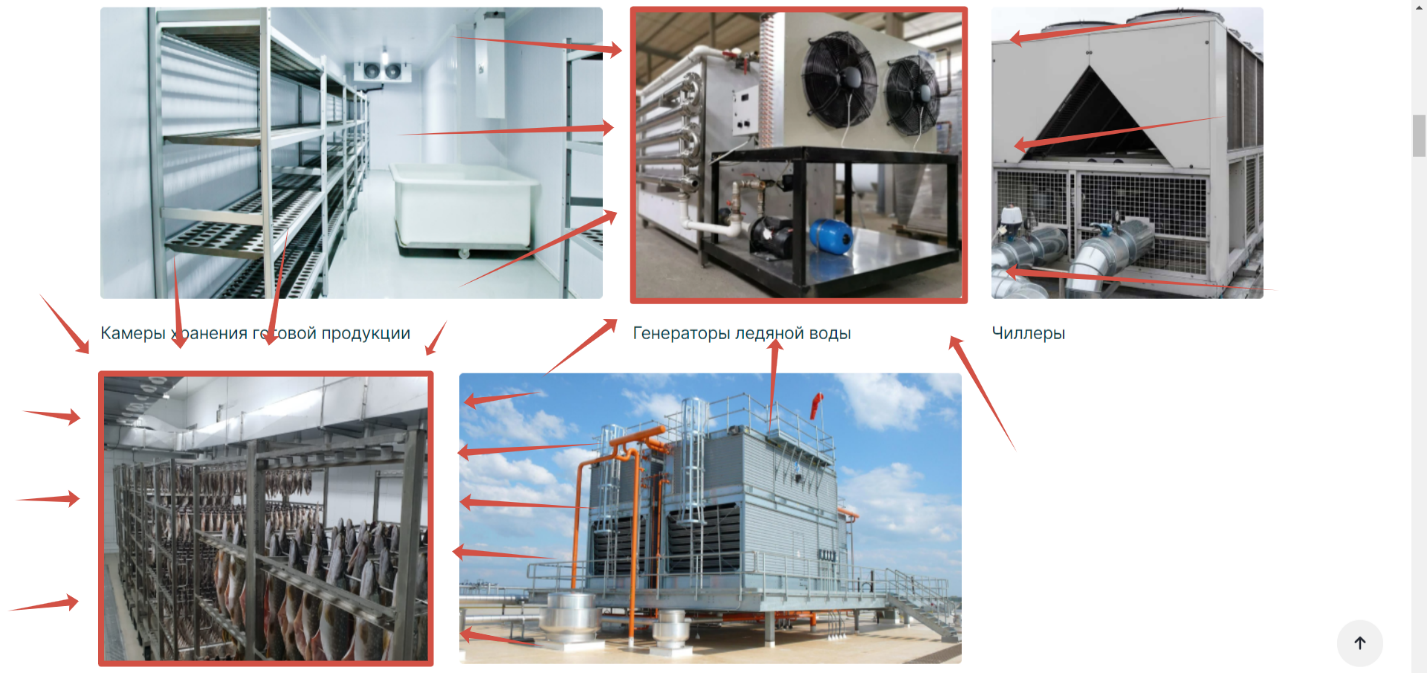 Камеры хранения готовой продукции
Генераторы ледяной воды
Чиллеры